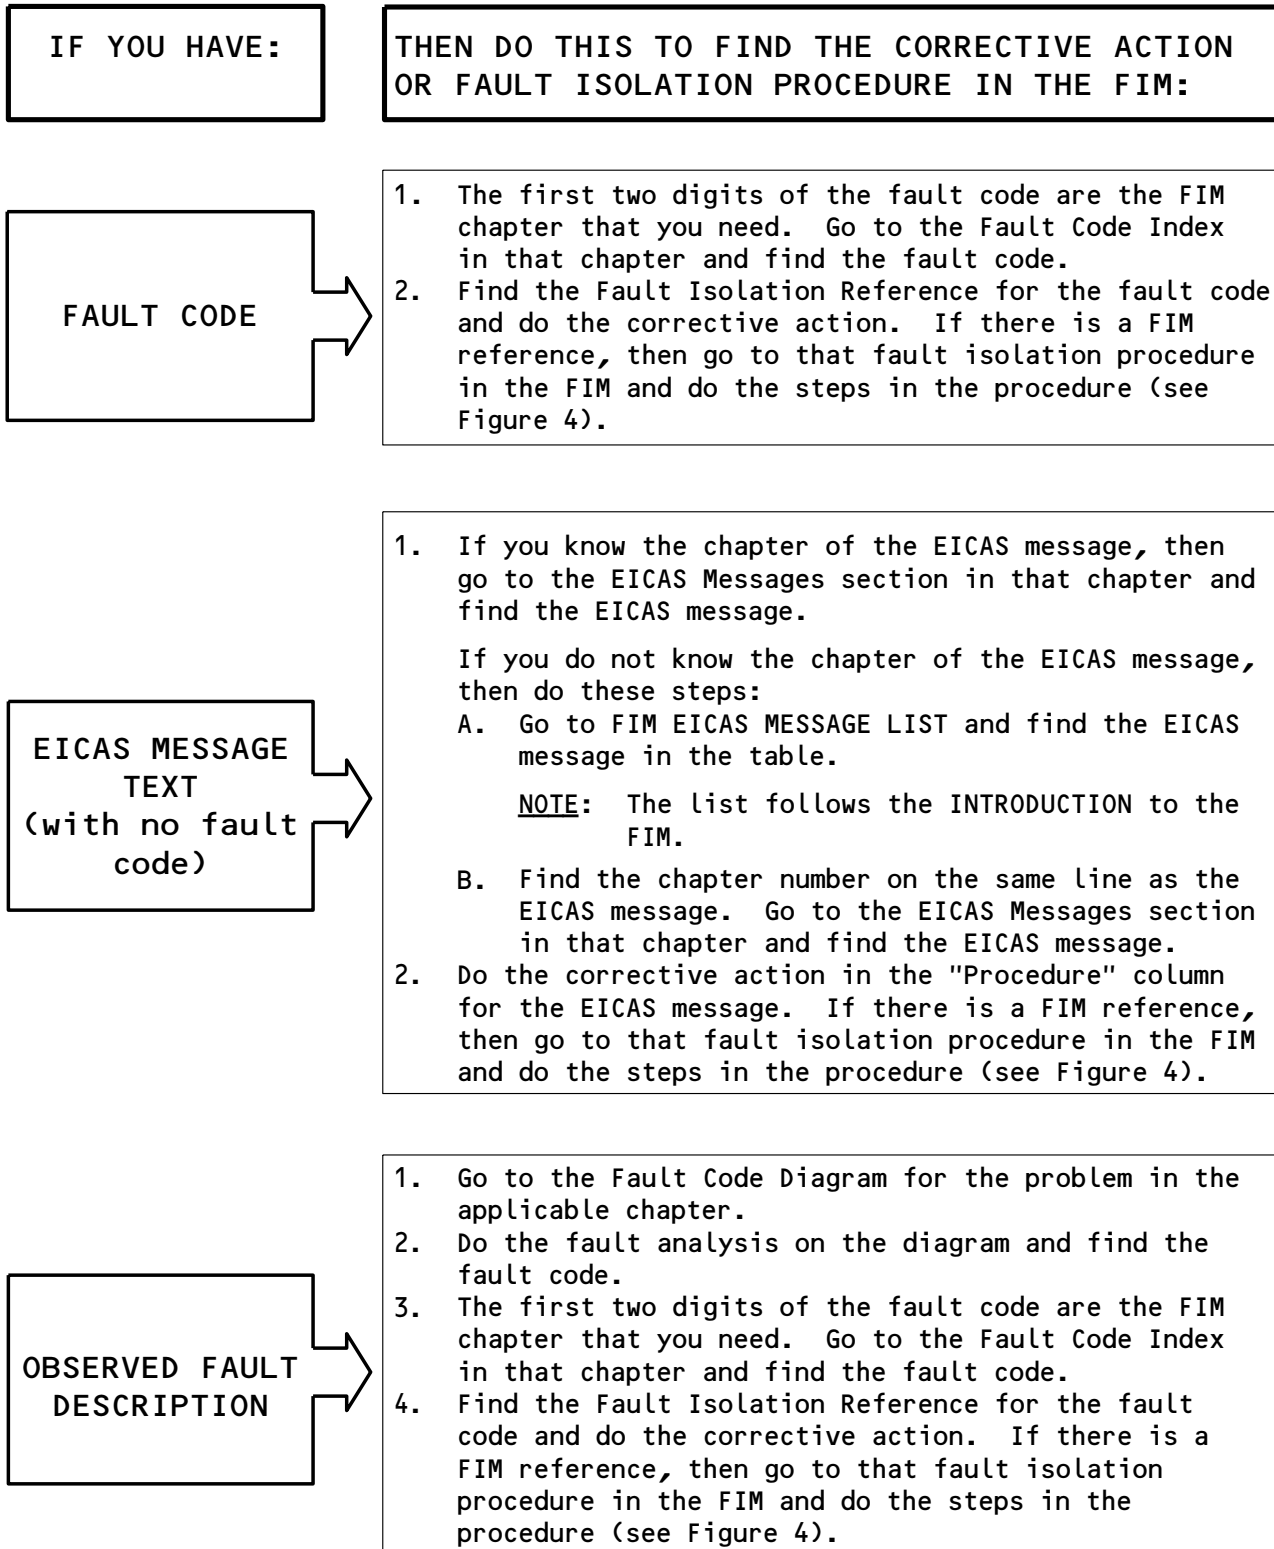 IF YOU HAVE:
THEN DO THIS TO FIND THE CORRECTIVE ACTION
OR FAULT ISOLATION PROCEDURE IN THE FIM:
FAULT CODE
1. The first two digits of the fault code are the FIM
chapter that you need. Go to the Fault Code Index
in that chapter and find the fault code.
2. Find the Fault Isolation Reference for the fault code
and do the corrective action. If there is a FIM
reference, then go to that fault isolation procedure
in the FIM and do the steps in the procedure (see
Figure 4).
EICAS MESSAGE
TEXT
(with no fault
code)
1. If you know the chapter of the EICAS message, then
go to the EICAS Messages section in that chapter and
find the EICAS message.
If you do not know the chapter of the EICAS message,
then do these steps:
A. Go to FIM EICAS MESSAGE LIST and find the EICAS
message in the table.
NOTE: The list follows the INTRODUCTION to the
FIM.
B. Find the chapter number on the same line as the
EICAS message. Go to the EICAS Messages section
in that chapter and find the EICAS message.
2. Do the corrective action in the "Procedure" column
for the EICAS message. If there is a FIM reference,
then go to that fault isolation procedure in the FIM
and do the steps in the procedure (see Figure 4).
OBSERVED FAULT
DESCRIPTION
1. Go to the Fault Code Diagram for the problem in the
applicable chapter.
2. Do the fault analysis on the diagram and find the
fault code.
3. The first two digits of the fault code are the FIM
chapter that you need. Go to the Fault Code Index
in that chapter and find the fault code.
4. Find the Fault Isolation Reference for the fault
code and do the corrective action. If there is a
FIM reference, then go to that fault isolation
procedure in the FIM and do the steps in the
procedure (see Figure 4).